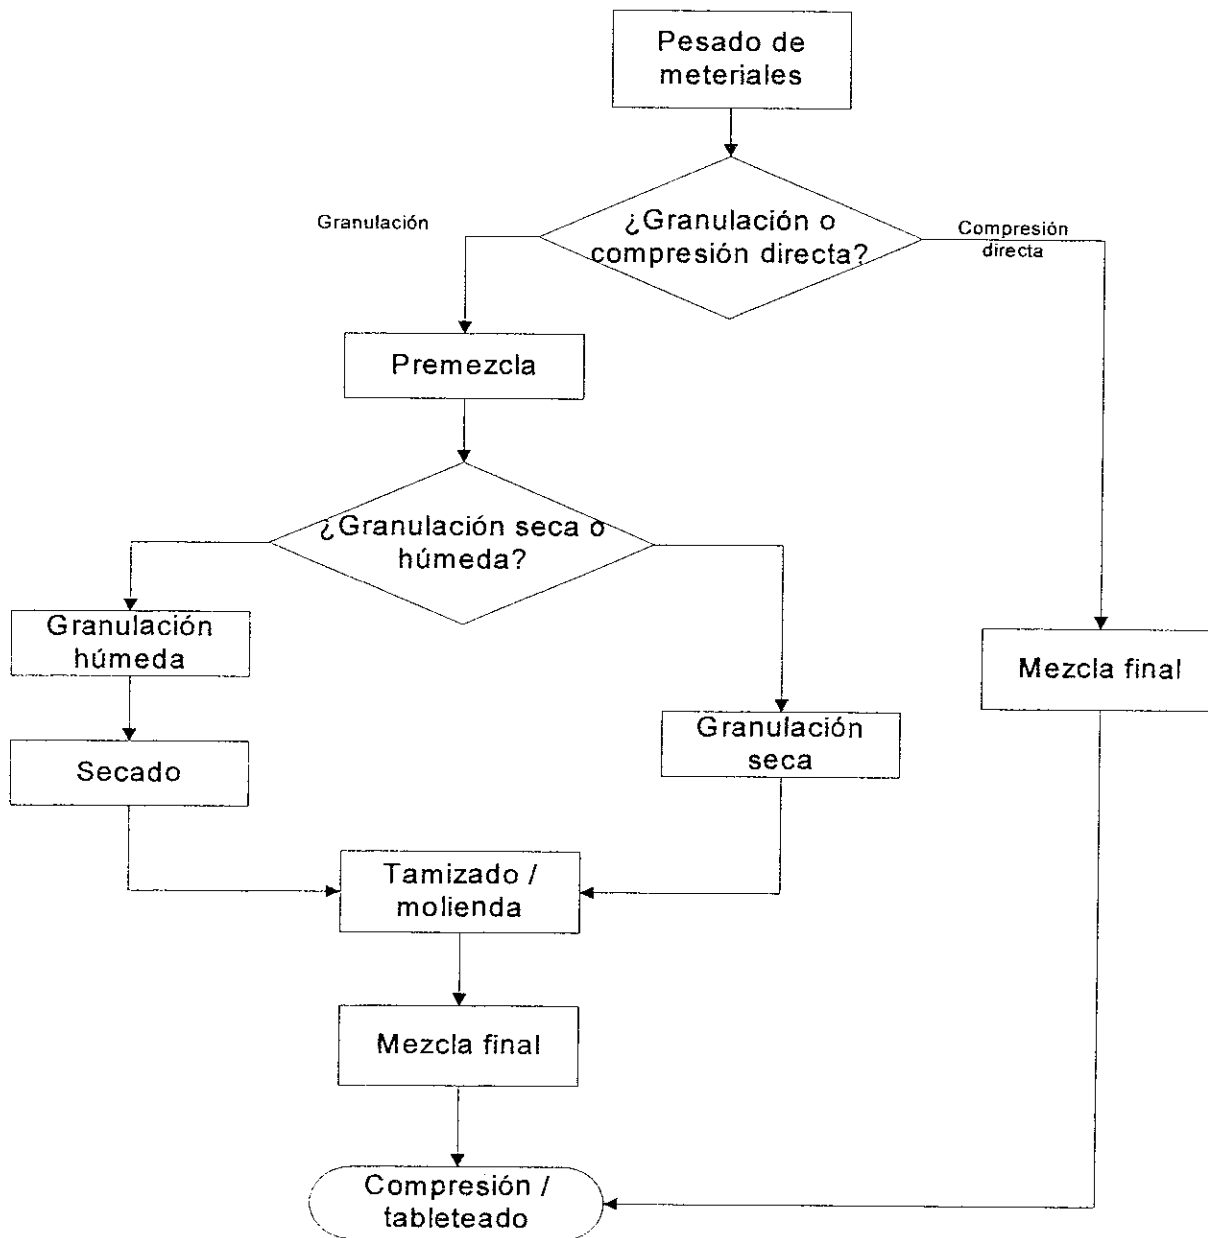 Pesado de
meteriales
¿Granulación o
compresión directa?
Granulación
Compresión
directa
Premezcla
¿Granulación seca o
húmeda?
Granulación
húmeda
Mezcla final
Granulación
seca
Secado
Tamizado /
molienda
Mezcla final
Compresión /
tableteado